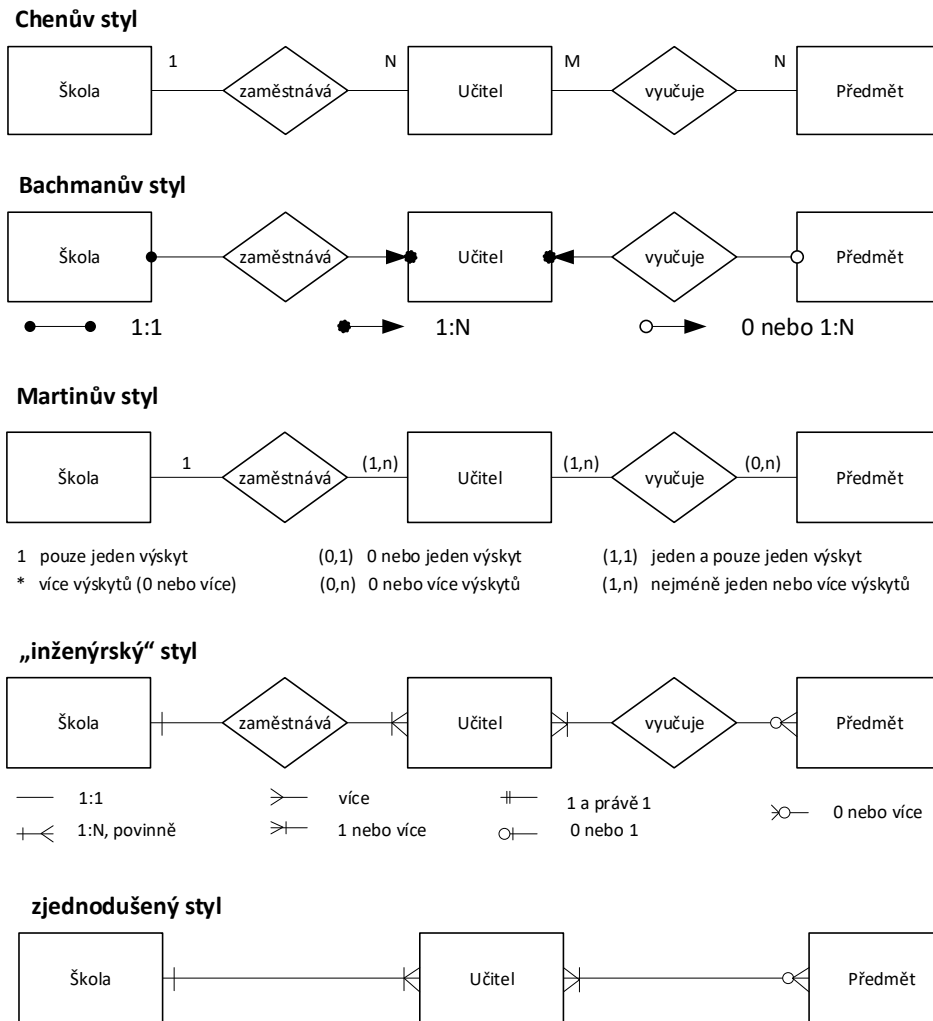 Chenův styl
1 N M N
Škola zaměstnává Učitel vyučuje Předmět
Bachmanův styl
Škola zaměstnává Učitel vyučuje Předmět
1:1 1:N 0 nebo 1:N
Martinův styl
1 (1,n) (1,n) (0,n)
Škola zaměstnává Učitel vyučuje Předmět
1 pouze jeden výskyt (0,1) 0 nebo jeden výskyt (1,1) jeden a pouze jeden výskyt
* více výskytů (0 nebo více) (0,n) 0 nebo více výskytů (1,n) nejméně jeden nebo více výskytů
„inženýrský“ styl
Škola zaměstnává Učitel vyučuje Předmět
1:1 více 1 a právě 1 0 nebo více
1:N, povinně 1 nebo více 0 nebo 1
zjednodušený styl
Škola Učitel Předmět